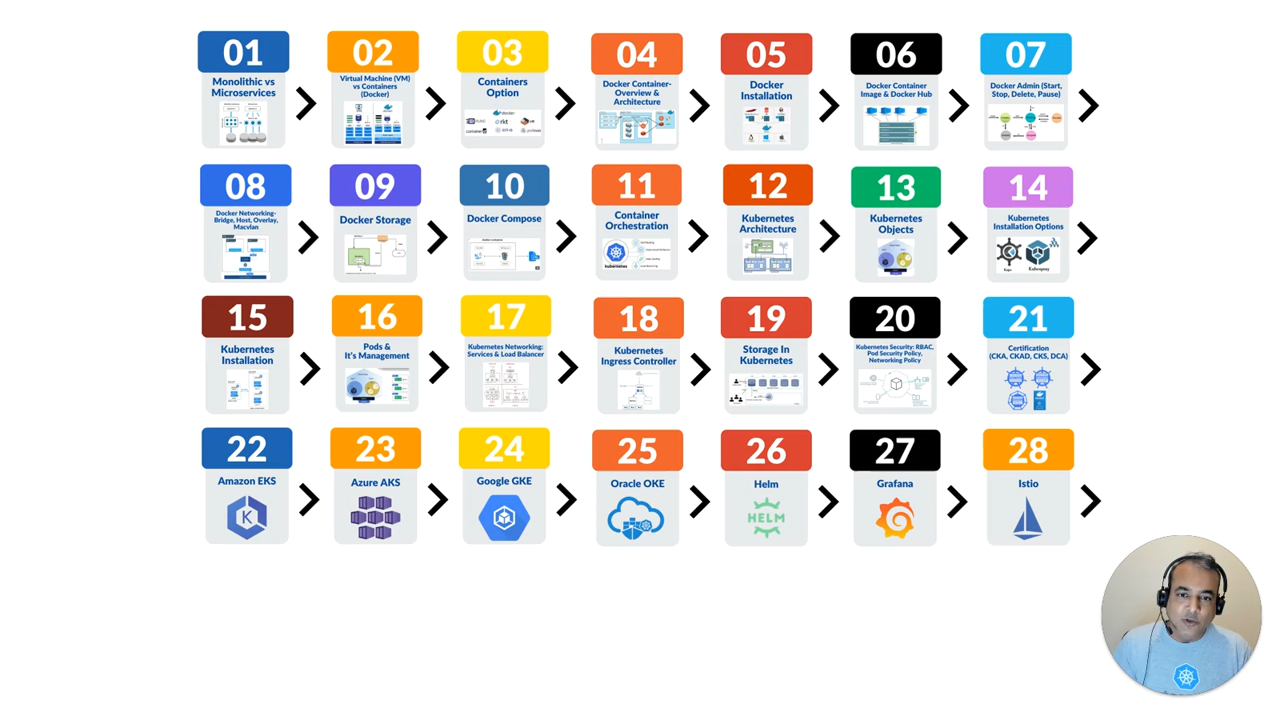 01
Monolithic vs
Microservices
02
Virtual Machine (VM)
vs Containers
(Docker)
03
Containers
Option
docker
rkt
04
Docker Container-
Overview &
Architecture
05
Docker
Installation
06
Docker Container
Image & Docker Hub
07
Docker Admin (Start,
Stop, Delete, Pause)
08
Docker Networking-
Bridge, Host, Overlay,
Macvlan
09
Docker Storage
10
Docker Compose
11
Container
Orchestration
kubernetes
12
Kubernetes
Architecture
13
Kubernetes
Objects
14
Kubernetes
Installation Options
Kops
Kubespray
15
Kubernetes
Installation
16
Pods &
It's Management
17
Kubernetes Networking:
Services & Load Balancer
18
Kubernetes
Ingress Controller
19
Storage In
Kubernetes
20
Kubernetes Security: RBAC,
Pod Security Policy,
Networking Policy
21
Certification
(CKA, CKAD, CKS, DCA)
22
Amazon EKS
K
23
Azure AKS
24
Google GKE
25
Oracle OKE
26
Helm
HELM
27
Grafana
28
Istio